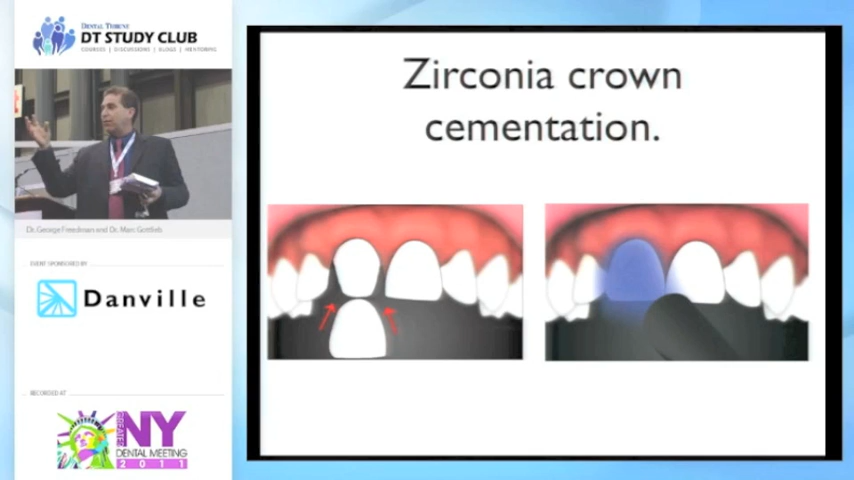 DENTAL TRIBUNE
DT STUDY CLUB
COURSES | DISCUSSIONS | BLOGS | MENTORING
Dr. George Freedman and Dr. Marc Gottlieb
EVENT SPONSORED BY
Danville
RECORDED AT
GREATER
NY
DENTAL MEETING
2011
Zirconia crown
cementation.